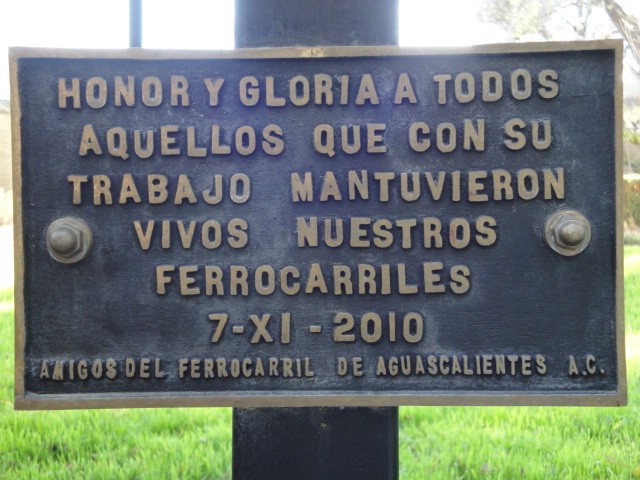 HONOR Y GLORIA A TODOS
AQUELLOS QUE CON SU
TRABAJO MANTUVIERON
VIVOS NUESTROS
FERROCARRILES
7-XI-2010
AMIGOS DEL FERROCARRIL DE AGUASCALIENTES A.C.